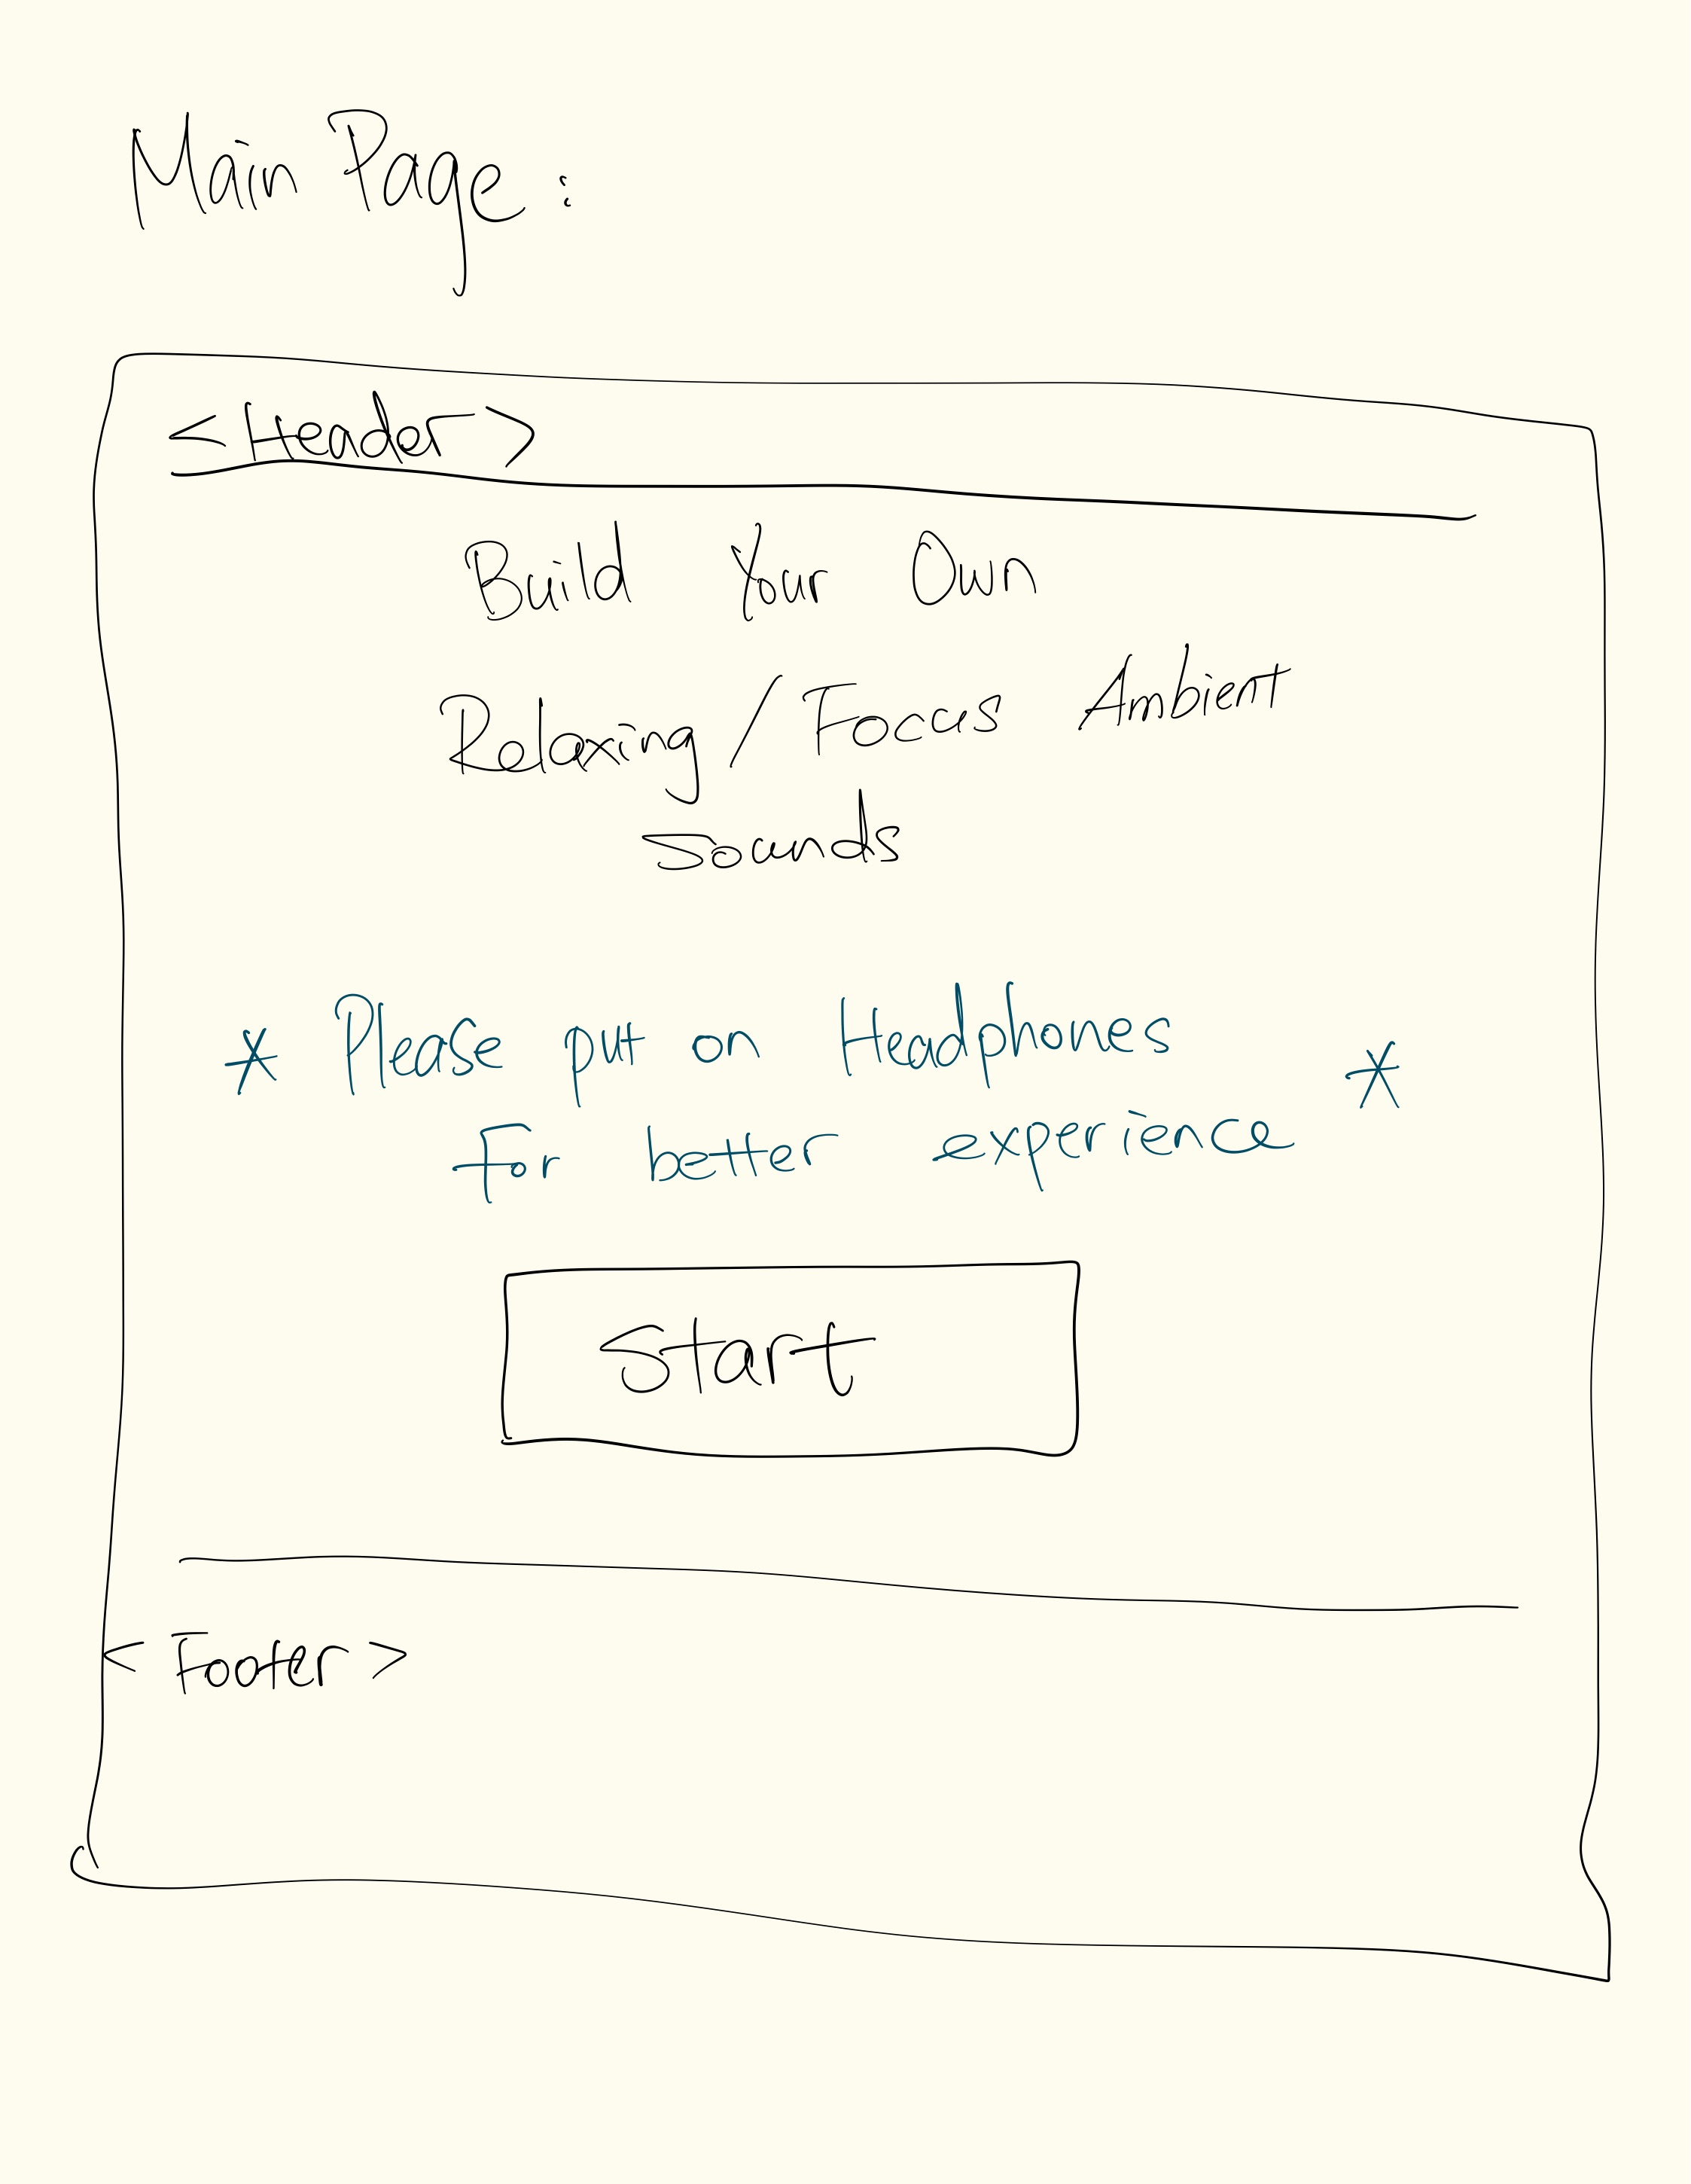 Main Page :
<Header>
Build Your Own
Relaxing / Focus Ambient
Sounds
* Please put on Headphones *
for better experience
Start
< Footer >